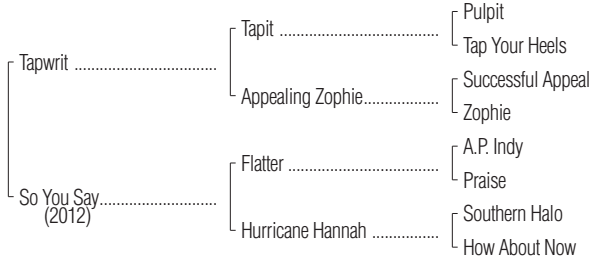 Pulpit
Tapit ................................
Tap Your Heels
Tapwrit .............................
Successful Appeal
Appealing Zophie...............
Zophie
A.P. Indy
Flatter ..............................
Praise
So You Say........................
(2012)
Southern Halo
Hurricane Hannah .............
How About Now